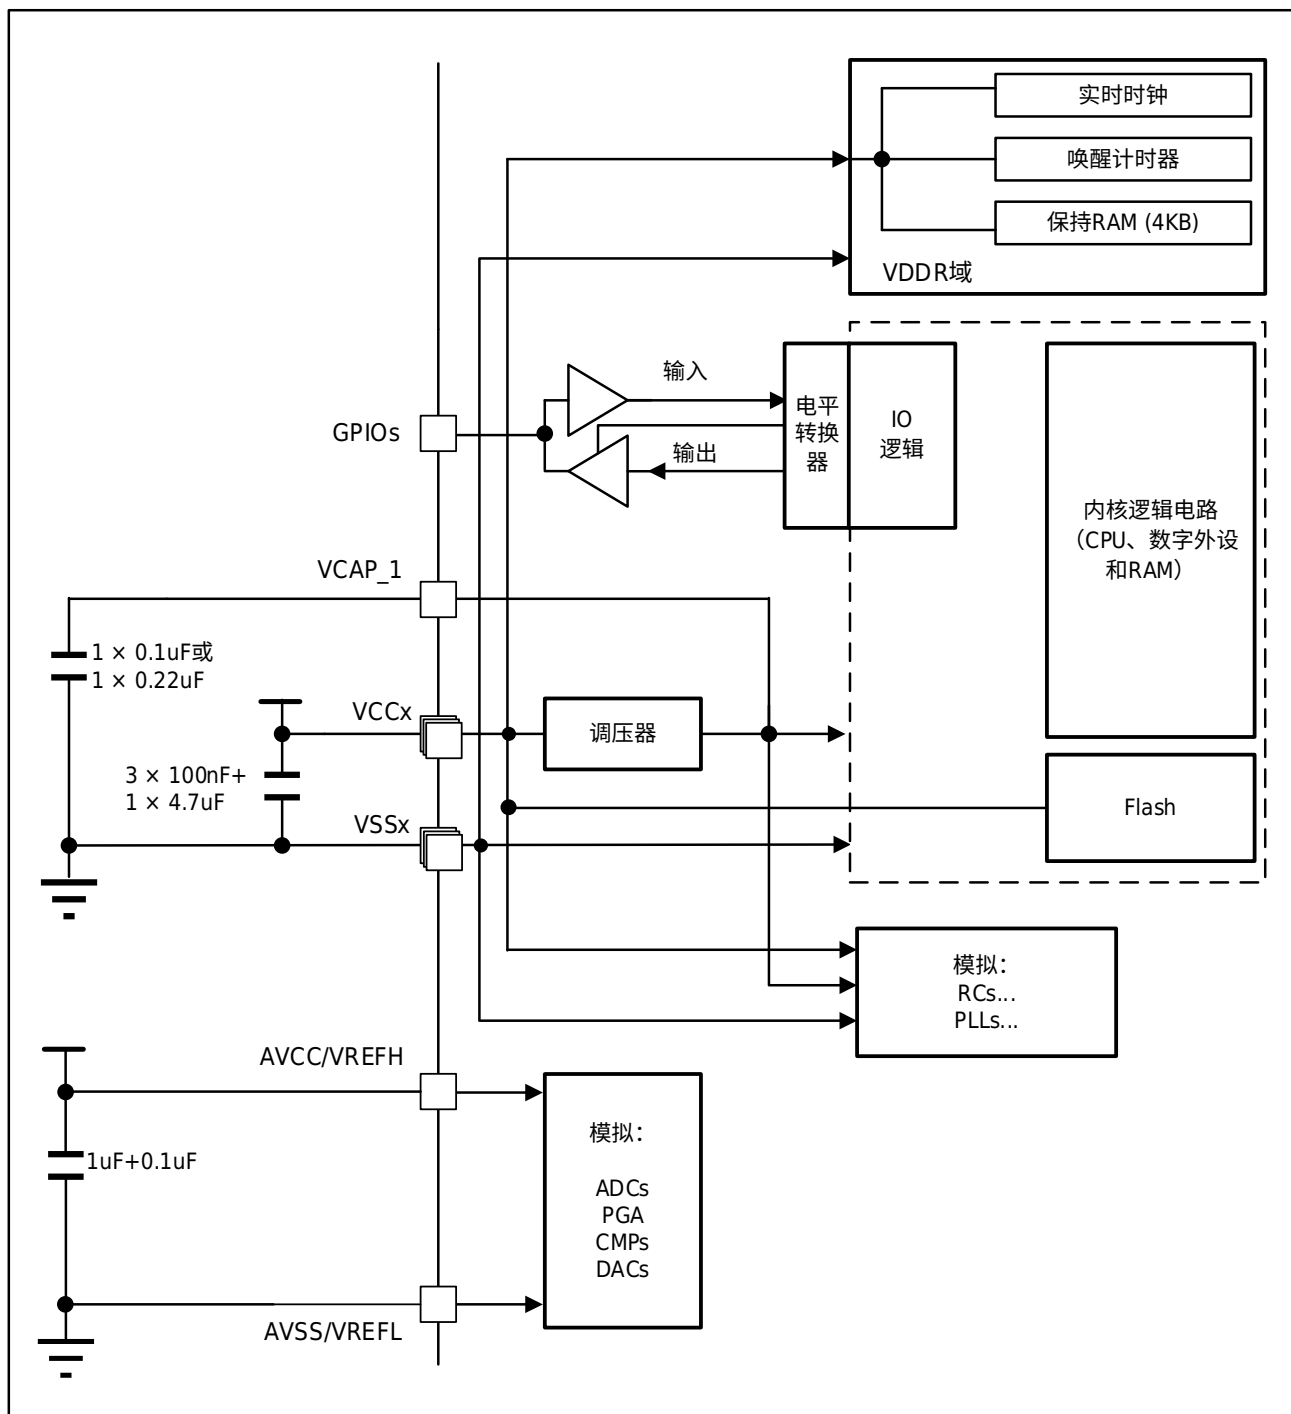 实时时钟
唤醒计时器
保持RAM (4KB)
VDDR域
输入
GPIOs
输出
电平
转换
器
IO
逻辑
内核逻辑电路
（CPU、数字外设
和RAM）
VCAP_1
1 × 0.1uF或
1 × 0.22uF
VCCx
调压器
3 × 100nF+
1 × 4.7uF
VSSx
Flash
模拟：
RCs...
PLLs...
AVCC/VREFH
1uF+0.1uF
模拟：
ADCs
PGA
CMPs
DACs
AVSS/VREFL